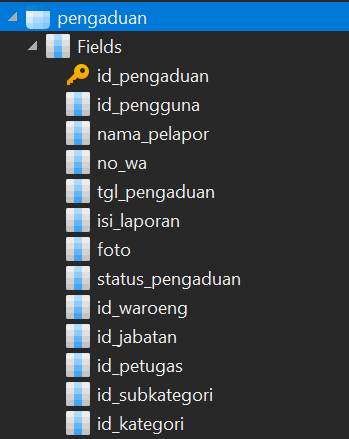 pengaduan
Fields
id_pengaduan
id_pengguna
nama_pelapor
no_wa
tgl_pengaduan
isi_laporan
foto
status_pengaduan
id_waroeng
id_jabatan
id_petugas
id_subkategori
id_kategori